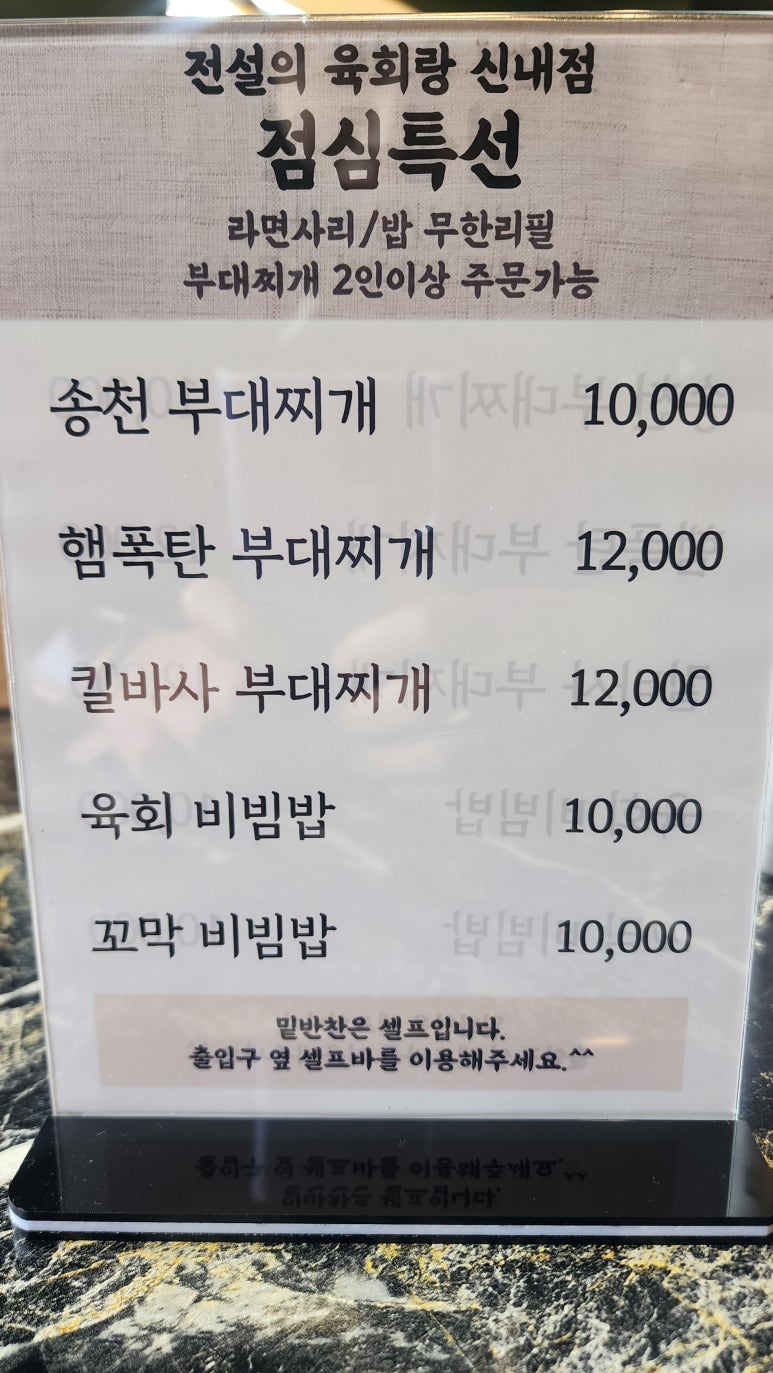 전설의 육회랑 신내점
점심특선
라면사리/밥 무한리필
부대찌개 2인이상 주문가능
송천 부대찌개 10,000
햄폭탄 부대찌개 12,000
킬바사 부대찌개 12,000
육회 비빔밥 10,000
꼬막 비빔밥 10,000
밑반찬은 셀프입니다.
출입구 옆 셀프바를 이용해주세요.^^